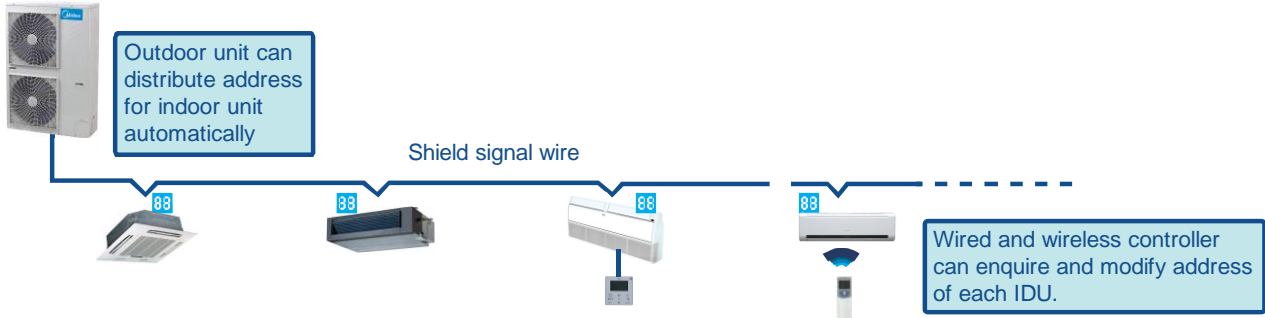 Midea
Outdoor unit can
distribute address
for indoor unit
automatically
Shield signal wire
88
88
88
88
Wired and wireless controller
can enquire and modify address
of each IDU.